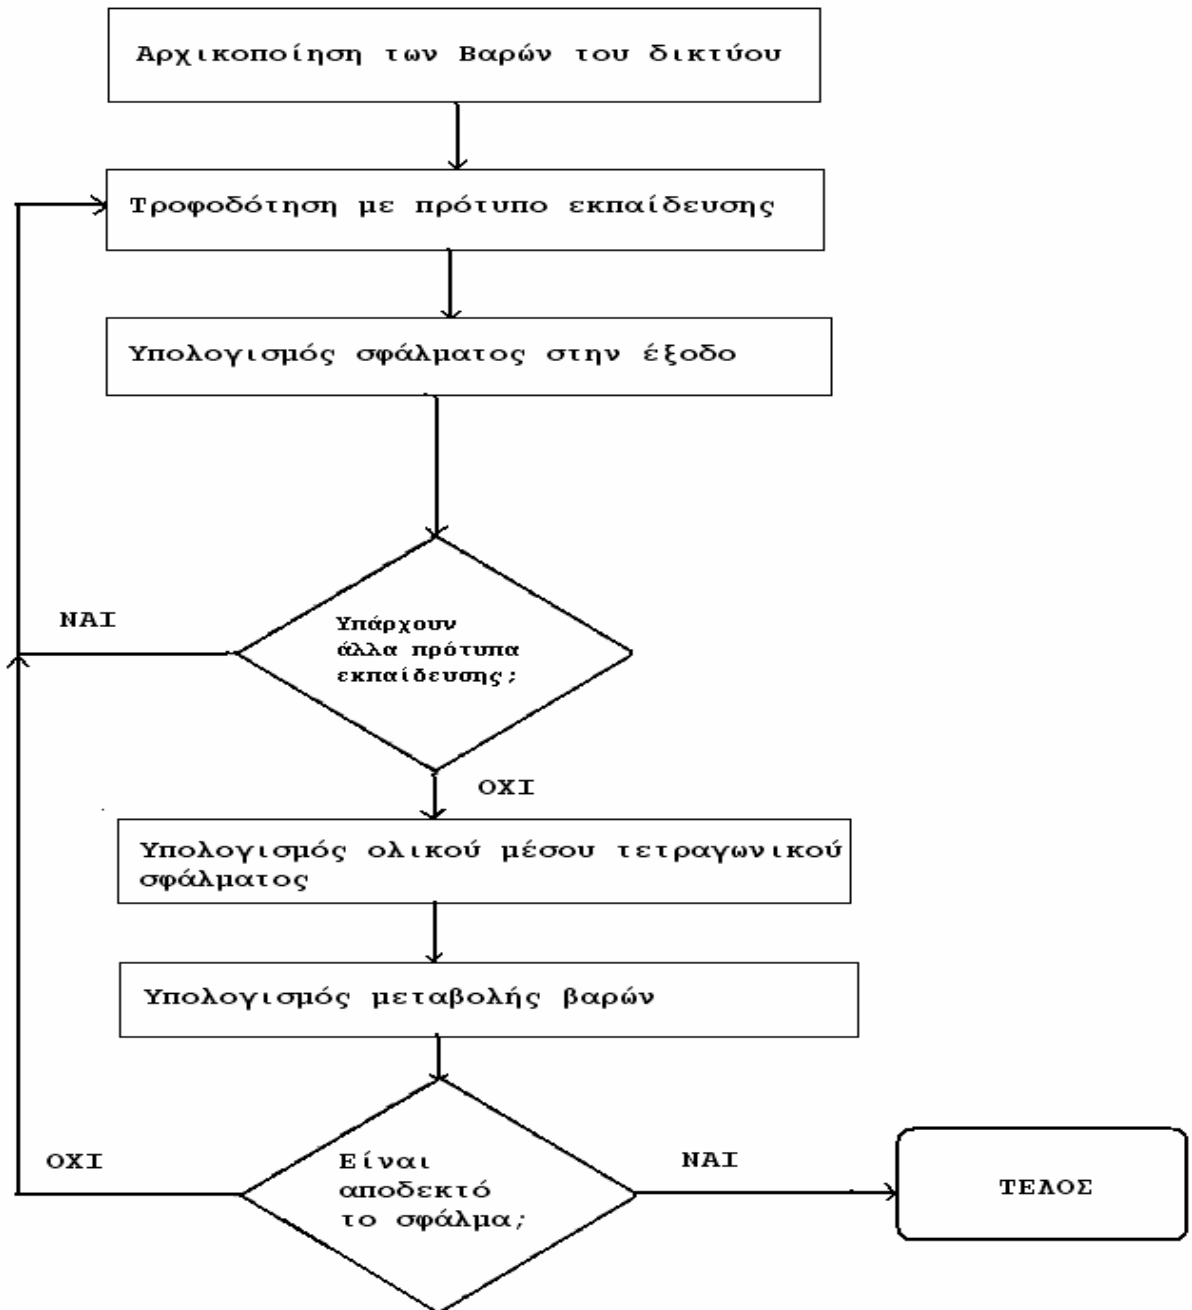 Αρχικοποίηση των Βαρών του δικτύου
Τροφοδότηση με πρότυπο εκπαίδευσης
Υπολογισμός σφάλματος στην έξοδο
ΝΑΙ
Υπάρχουν
άλλα πρότυπα
εκπαίδευσης;
ΟΧΙ
Υπολογισμός ολικού μέσου τετραγωνικού
σφάλματος
Υπολογισμός μεταβολής βαρών
ΟΧΙ
Είναι
αποδεκτό
το σφάλμα;
ΝΑΙ
ΤΕΛΟΣ